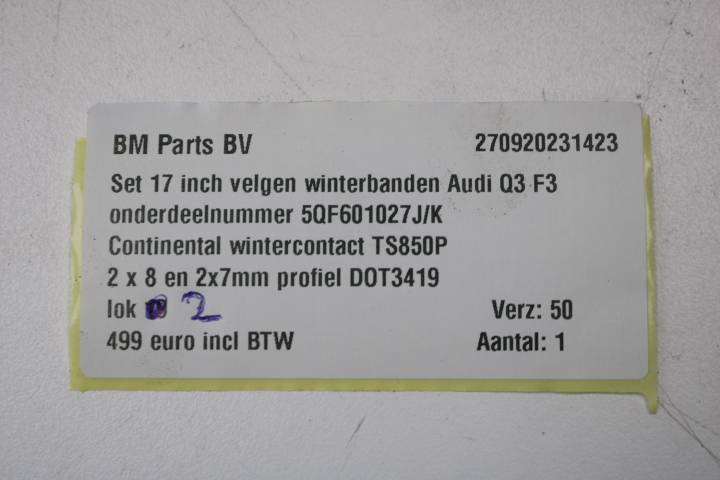 BM Parts BV 270920231423
Set 17 inch velgen winterbanden Audi Q3 F3
onderdeelnummer 5QF601027J/K
Continental wintercontact TS850P
2 x 8 en 2x7mm profiel DOT3419
lok 2 Verz: 50
499 euro incl BTW Aantal: 1